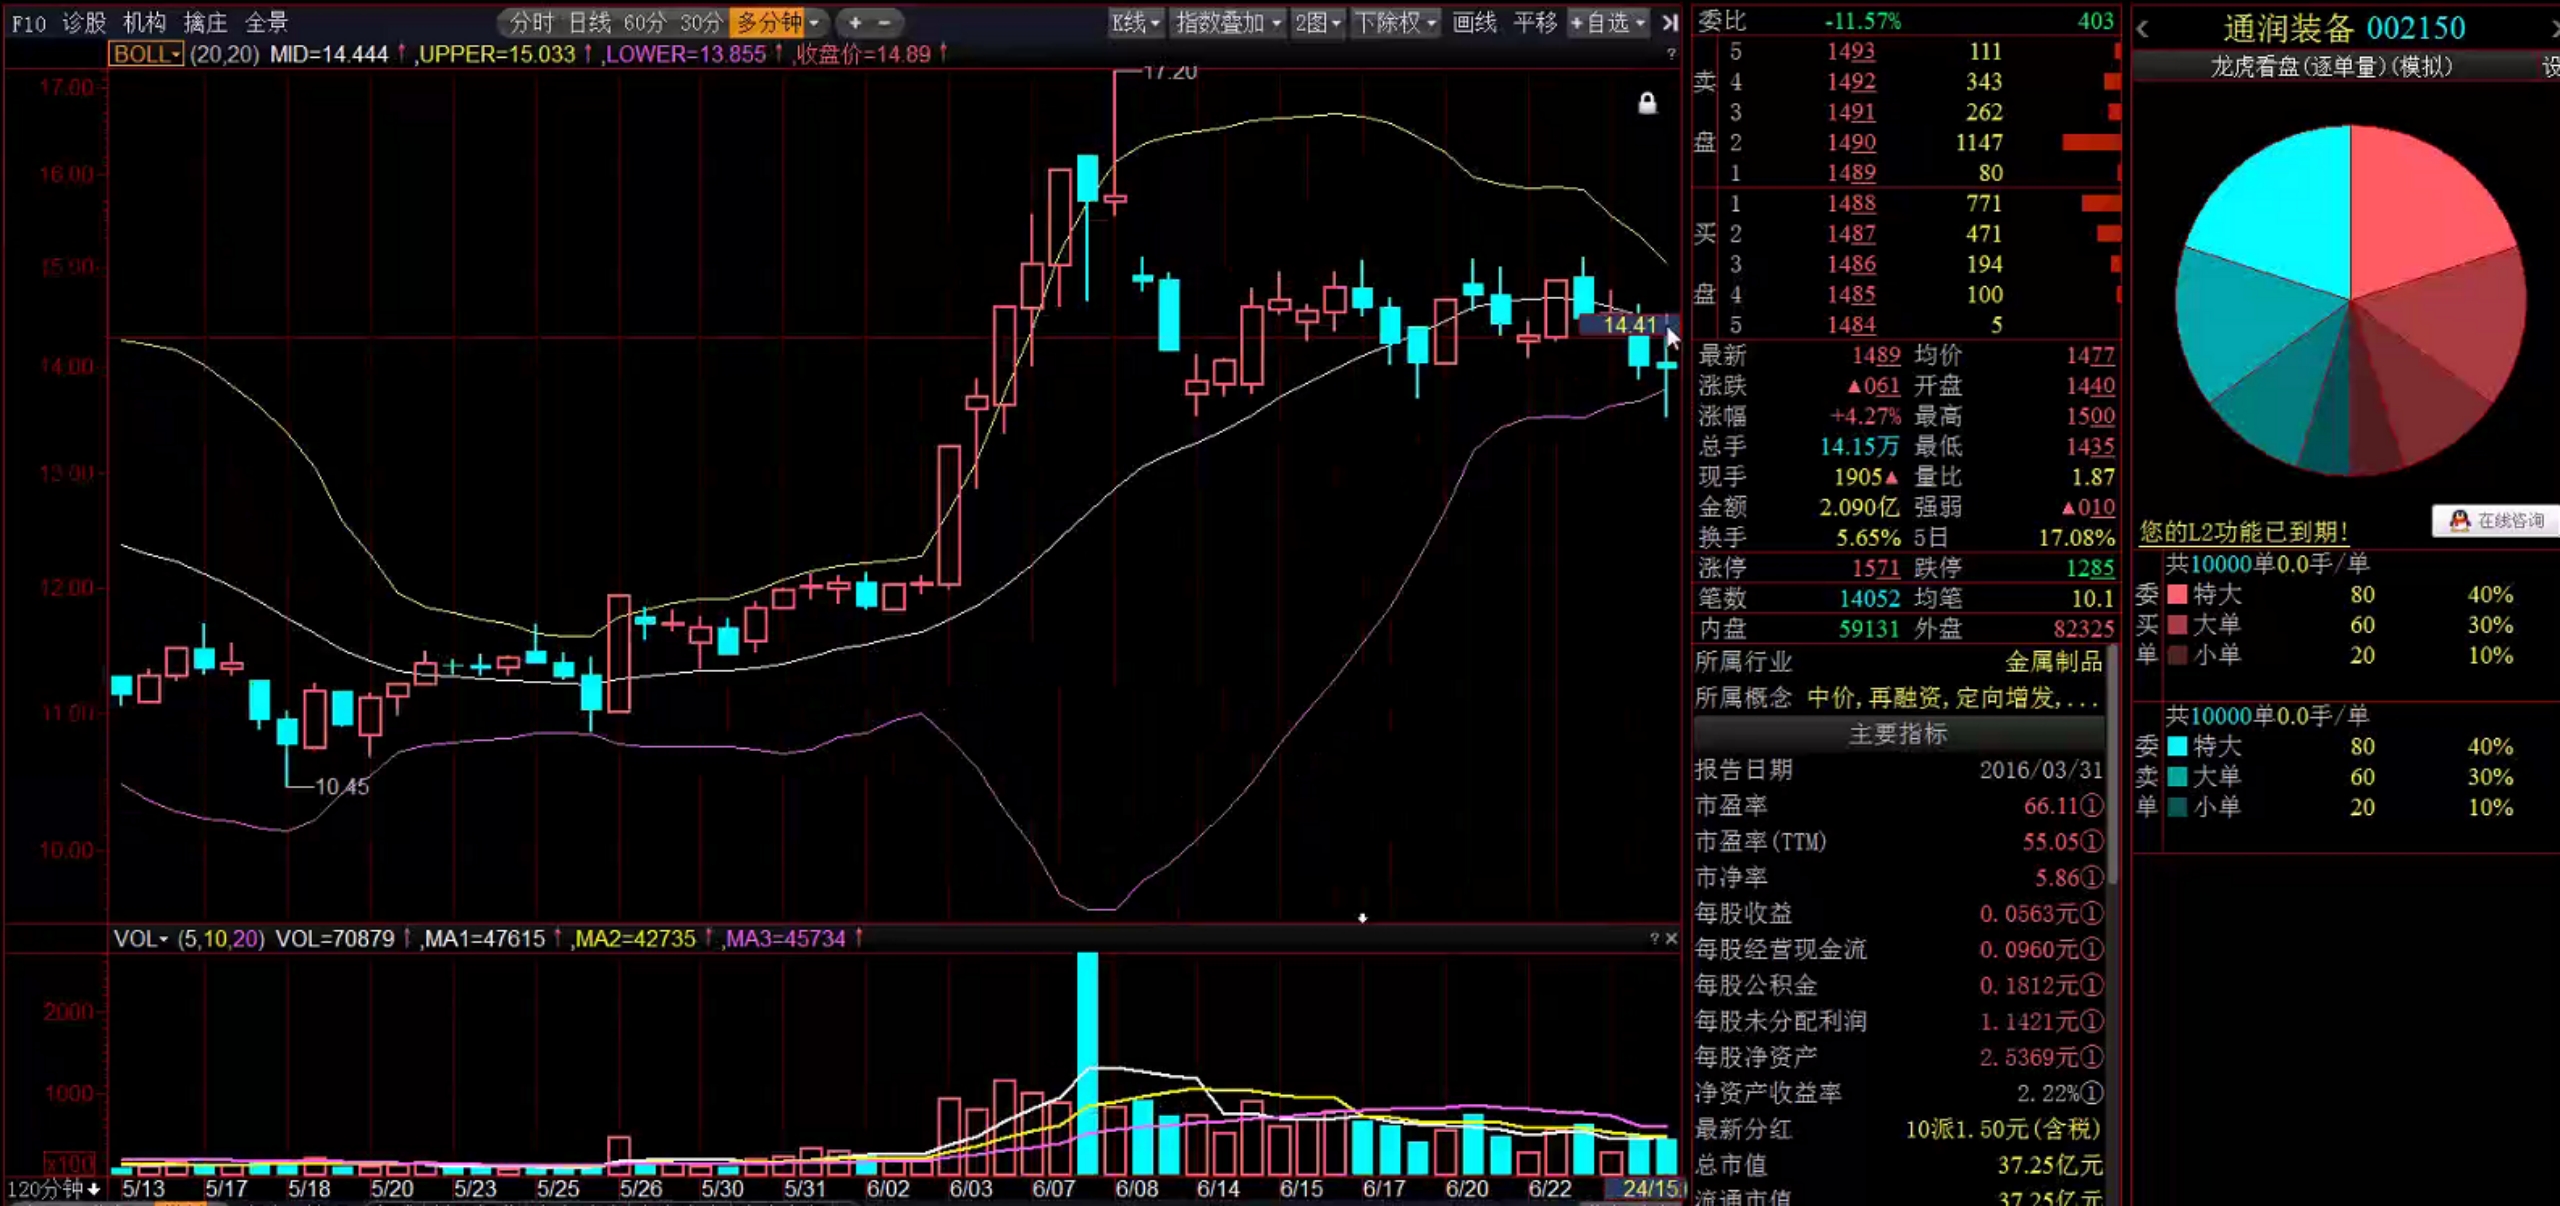 F10 诊股 机构 擒庄 全景 分时 日线 60分 30分 多分钟 + − K线 指数叠加 2图 下除权 画线 平移 +自选
BOLL (20,20) MID=14.444↑,UPPER=15.033↑,LOWER=13.855↑,收盘价=14.89↑ ?
17.00
16.00
14.00
13.00
12.00
11.00
10.00
17.20
14.41
10.45
VOL (5,10,20) VOL=70879↑,MA1=47615↑,MA2=42735↑,MA3=45734↑ ? ×
2000
1000
x100
120分钟 5/13 5/17 5/18 5/20 5/23 5/25 5/26 5/30 5/31 6/02 6/03 6/07 6/08 6/14 6/15 6/17 6/20 6/22 24/15
委比 -11.57% 403
卖盘
5 1493 111
4 1492 343
3 1491 262
2 1490 1147
1 1489 80
买盘
1 1488 771
2 1487 471
3 1486 194
4 1485 100
5 1484 5
最新 1489 均价 1477
涨跌 ▲061 开盘 1440
涨幅 +4.27% 最高 1500
总手 14.15万 最低 1435
现手 1905▲ 量比 1.87
金额 2.090亿 强弱 ▲010
换手 5.65% 5日 17.08%
涨停 1571 跌停 1285
笔数 14052 均笔 10.1
内盘 59131 外盘 82325
所属行业 金属制品
所属概念 中价,再融资,定向增发,...
主要指标
报告日期 2016/03/31
市盈率 66.11①
市盈率(TTM) 55.05①
市净率 5.86①
每股收益 0.0563元①
每股经营现金流 0.0960元①
每股公积金 0.1812元①
每股未分配利润 1.1421元①
每股净资产 2.5369元①
净资产收益率 2.22%①
最新分红 10派1.50元(含税)
总市值 37.25亿元
流通市值 37.25亿元
通润装备 002150
龙虎看盘(逐单量)(模拟) 设
您的L2功能已到期!
在线咨询
共10000单0.0手/单
委买单
特大 80 40%
大单 60 30%
小单 20 10%
共10000单0.0手/单
委卖单
特大 80 40%
大单 60 30%
小单 20 10%